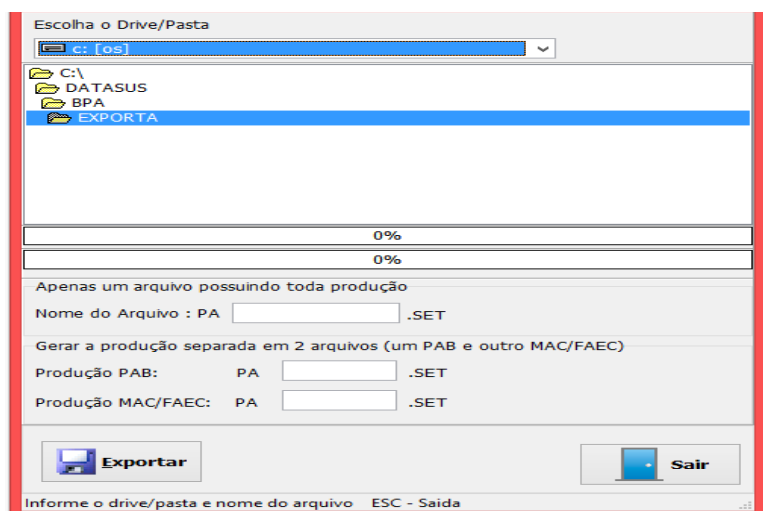 Escolha o Drive/Pasta
c: [os]
C:\
DATASUS
BPA
EXPORTA
0%
0%
Apenas um arquivo possuindo toda produção
Nome do Arquivo : PA .SET
Gerar a produção separada em 2 arquivos (um PAB e outro MAC/FAEC)
Produção PAB: PA .SET
Produção MAC/FAEC: PA .SET
Exportar Sair
Informe o drive/pasta e nome do arquivo ESC - Saida